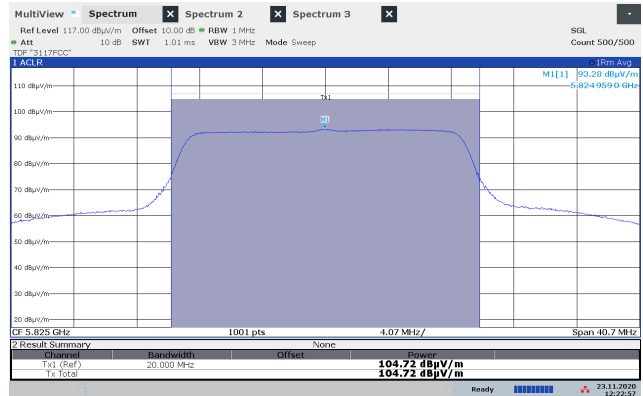 MultiView Spectrum X Spectrum 2 X Spectrum 3 X
Ref Level 117.00 dBµV/m Offset 10.00 dB RBW 1 MHz SGL
Att 10 dB SWT 1.01 ms VBW 3 MHz Mode Sweep Count 500/500
TDF "3117FCC"
1 ACLR 1Rm Avg
M1[1] 93.28 dBµV/m
5.8249590 GHz
110 dBµV/m
Tx1
100 dBµV/m
M1
90 dBµV/m
80 dBµV/m
70 dBµV/m
60 dBµV/m
50 dBµV/m
40 dBµV/m
30 dBµV/m
20 dBµV/m
CF 5.825 GHz 1001 pts 4.07 MHz/ Span 40.7 MHz
2 Result Summary None
Channel Bandwidth Offset Power
Tx1 (Ref) 20.000 MHz 104.72 dBµV/m
Tx Total 104.72 dBµV/m
Ready 23.11.2020
12:22:57